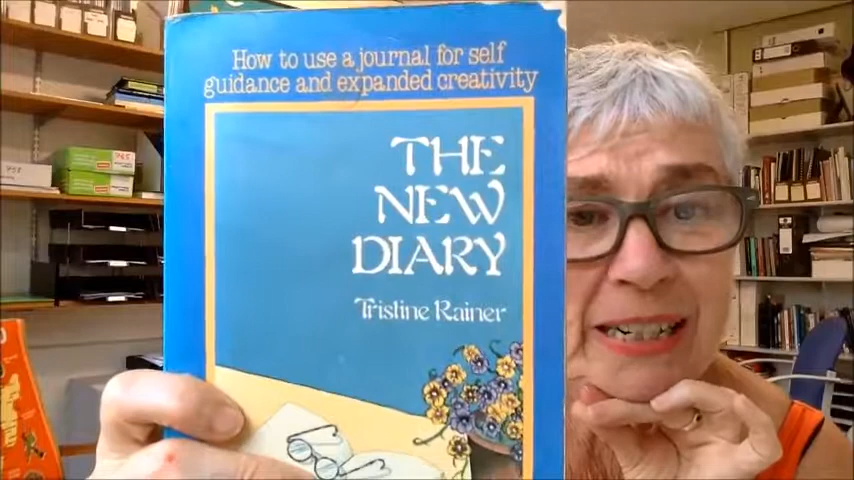 How to use a journal for self
guidance and expanded creativity
The New
Diary
Tristine Rainer